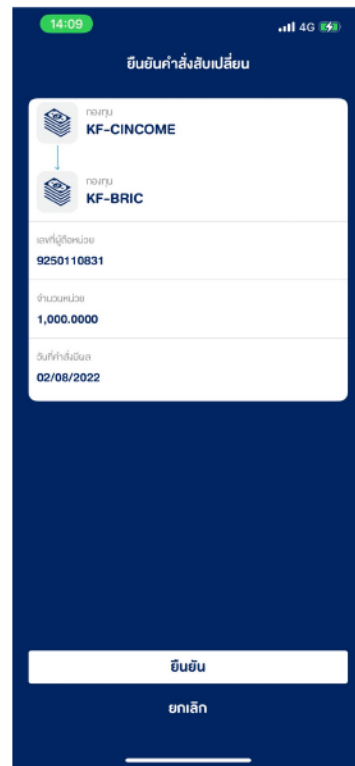 14:09
4G
ยืนยันคำสั่งสับเปลี่ยน
กองทุน
KF-CINCOME
กองทุน
KF-BRIC
เลขที่ผู้ถือหน่วย
9250110831
จำนวนหน่วย
1,000.0000
วันที่คำสั่งมีผล
02/08/2022
ยืนยัน
ยกเลิก